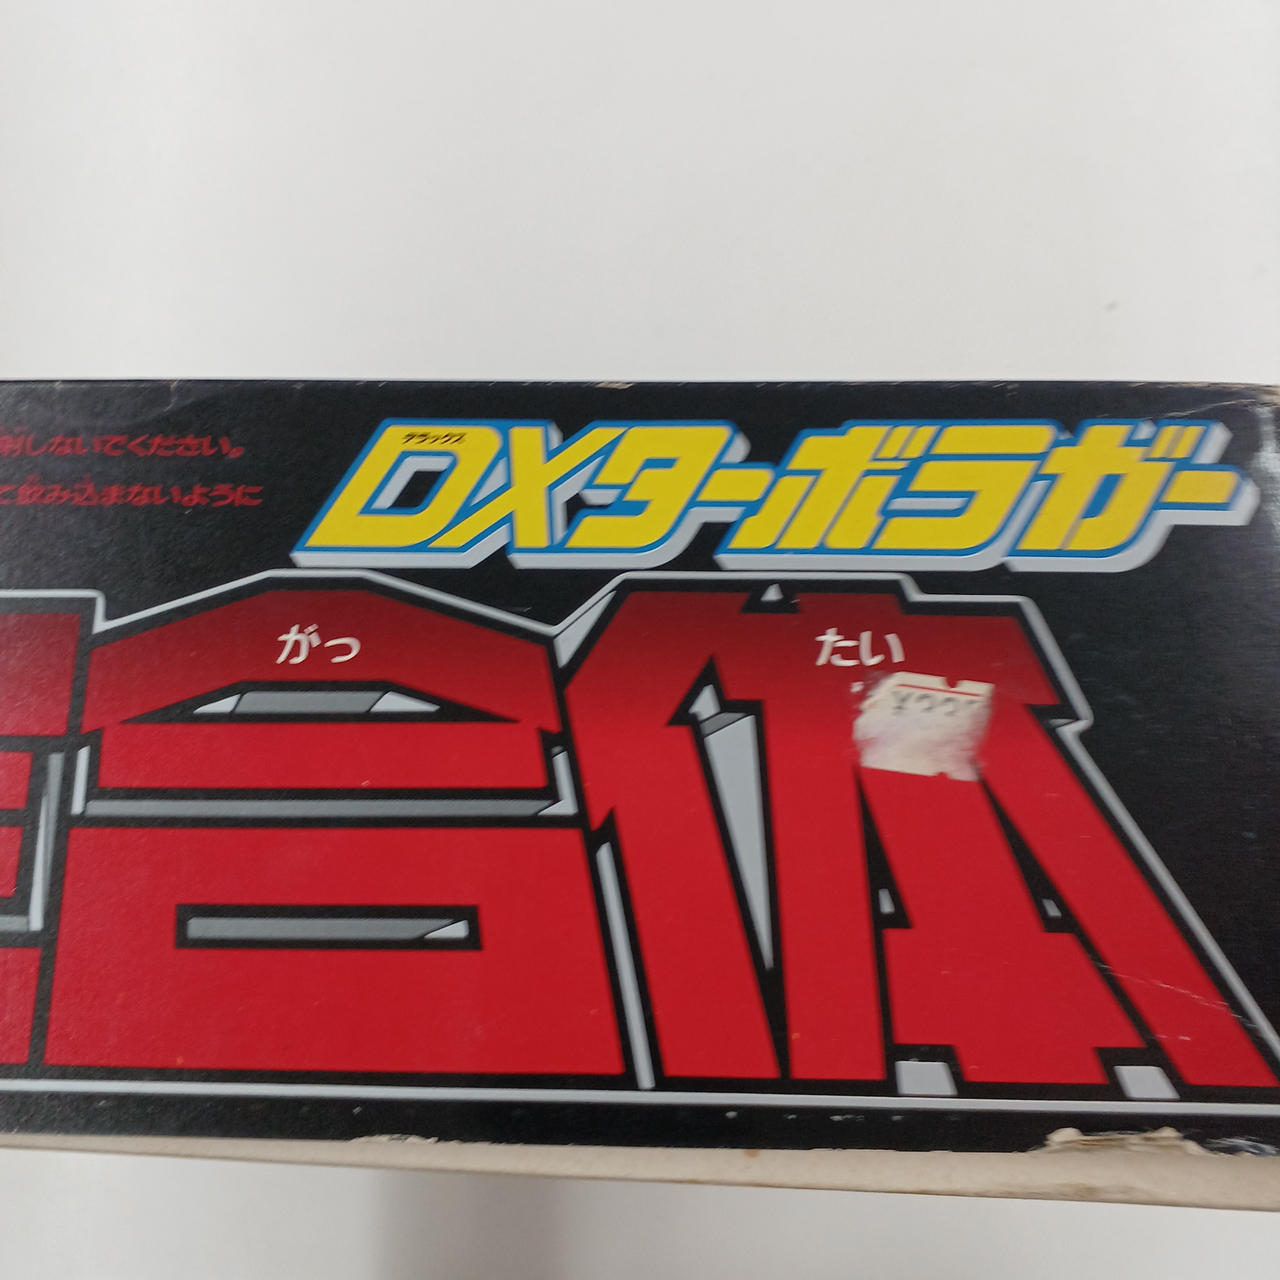 デラックス
DXターボラガー
射しないでください。
て飲み込まないように
がっ たい
合体